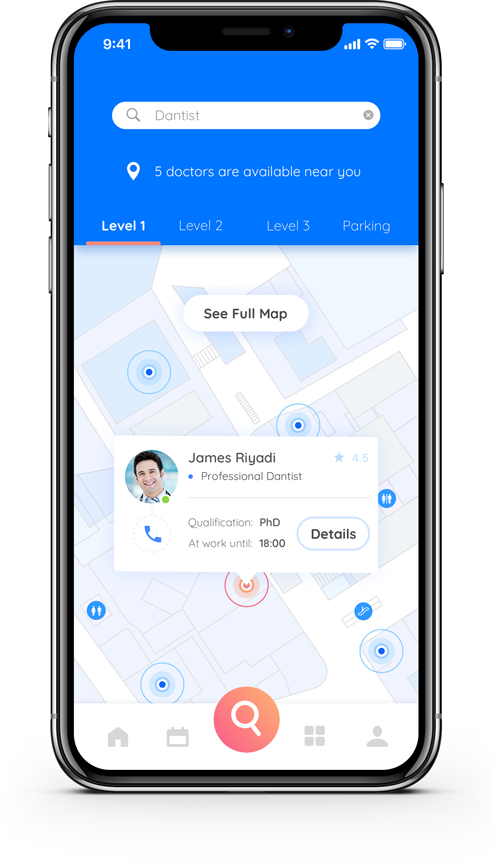 9:41
Dantist
5 doctors are available near you
Level 1 Level 2 Level 3 Parking
See Full Map
James Riyadi 4.5
Professional Dantist
Qualification: PhD
At work until: 18:00
Details